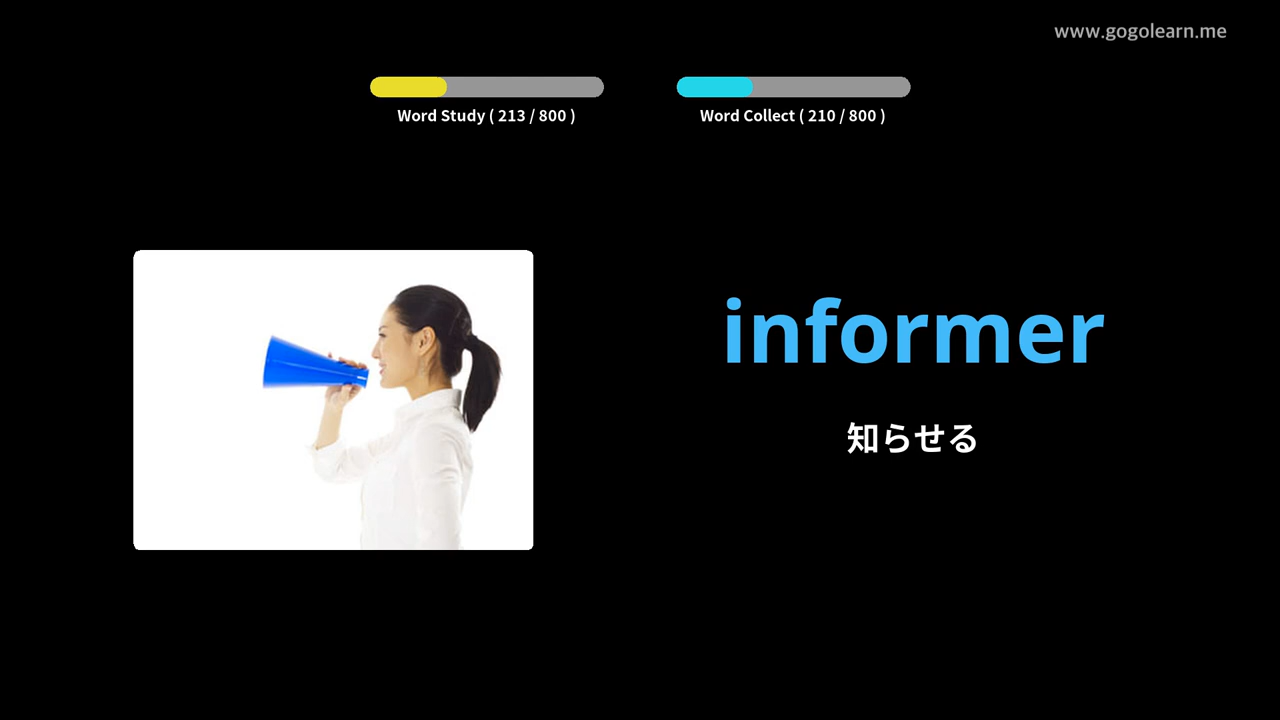 www.gogolearn.me
Word Study ( 213 / 800 )
Word Collect ( 210 / 800 )
informer
知らせる